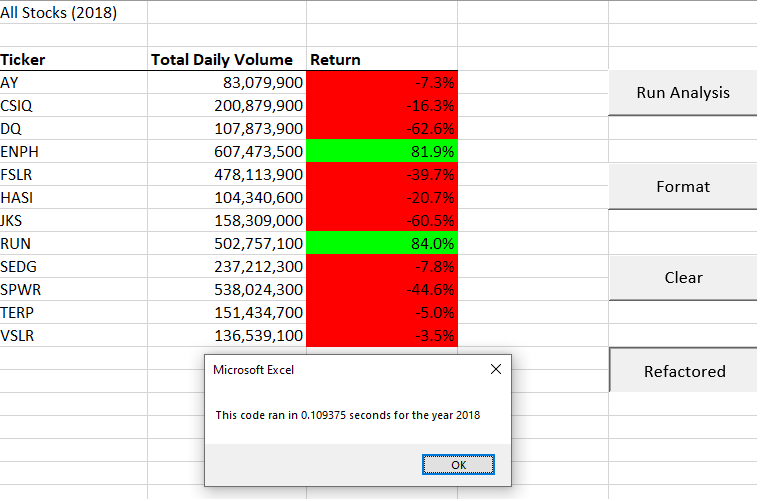 All Stocks (2018)
Ticker Total Daily Volume Return
AY 83,079,900 -7.3%
CSIQ 200,879,900 -16.3%
DQ 107,873,900 -62.6%
ENPH 607,473,500 81.9%
FSLR 478,113,900 -39.7%
HASI 104,340,600 -20.7%
JKS 158,309,000 -60.5%
RUN 502,757,100 84.0%
SEDG 237,212,300 -7.8%
SPWR 538,024,300 -44.6%
TERP 151,434,700 -5.0%
VSLR 136,539,100 -3.5%
Run Analysis
Format
Clear
Refactored
Microsoft Excel
This code ran in 0.109375 seconds for the year 2018
OK